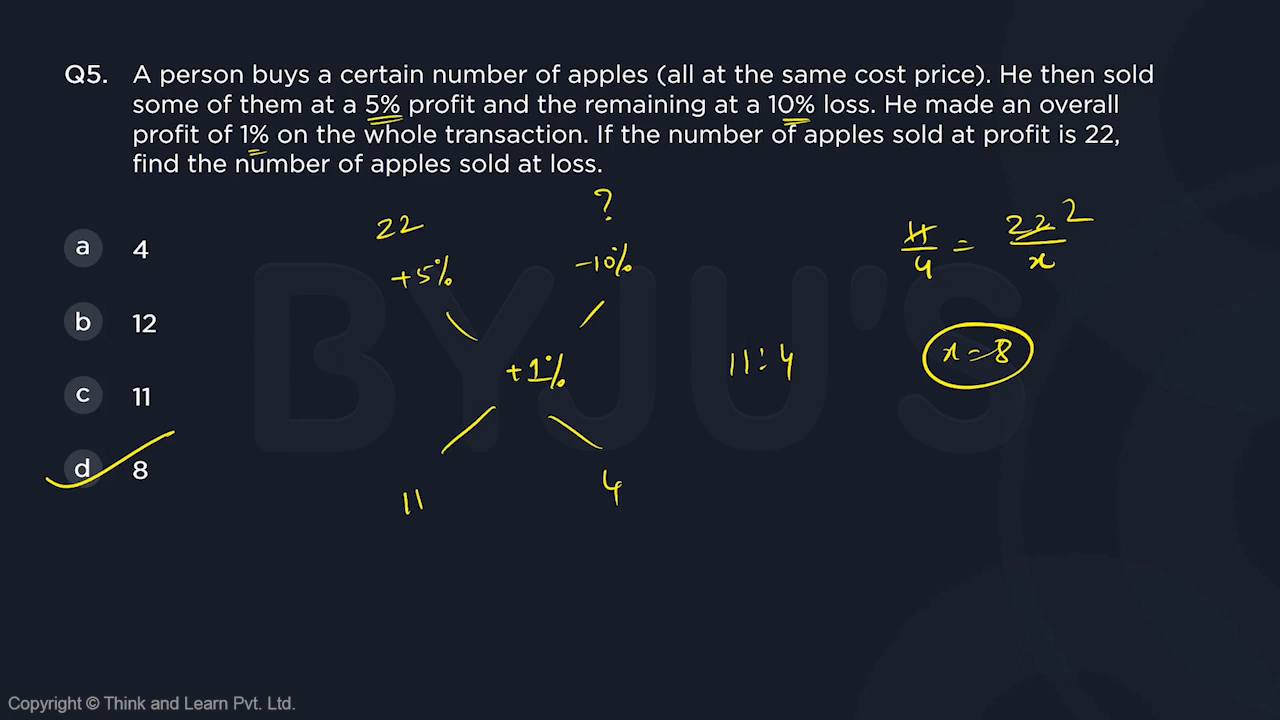 Q5. A person buys a certain number of apples (all at the same cost price). He then sold
some of them at a 5% profit and the remaining at a 10% loss. He made an overall
profit of 1% on the whole transaction. If the number of apples sold at profit is 22,
find the number of apples sold at loss.
a 4
b 12
c 11
d 8
22 ?
+5% -10%
+1%
11 4
11:4
11/4 = 22/x 2
x=8
BYJU'S
Copyright © Think and Learn Pvt. Ltd.